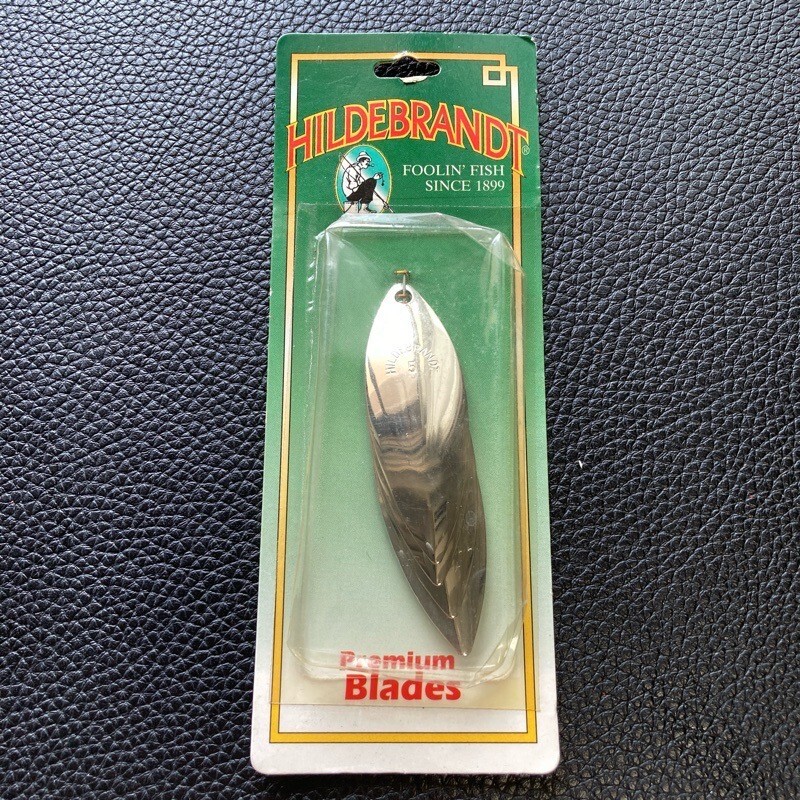 HILDEBRANDT®
FOOLIN' FISH
SINCE 1899
HILDEBRANDT
5
Premium
Blades